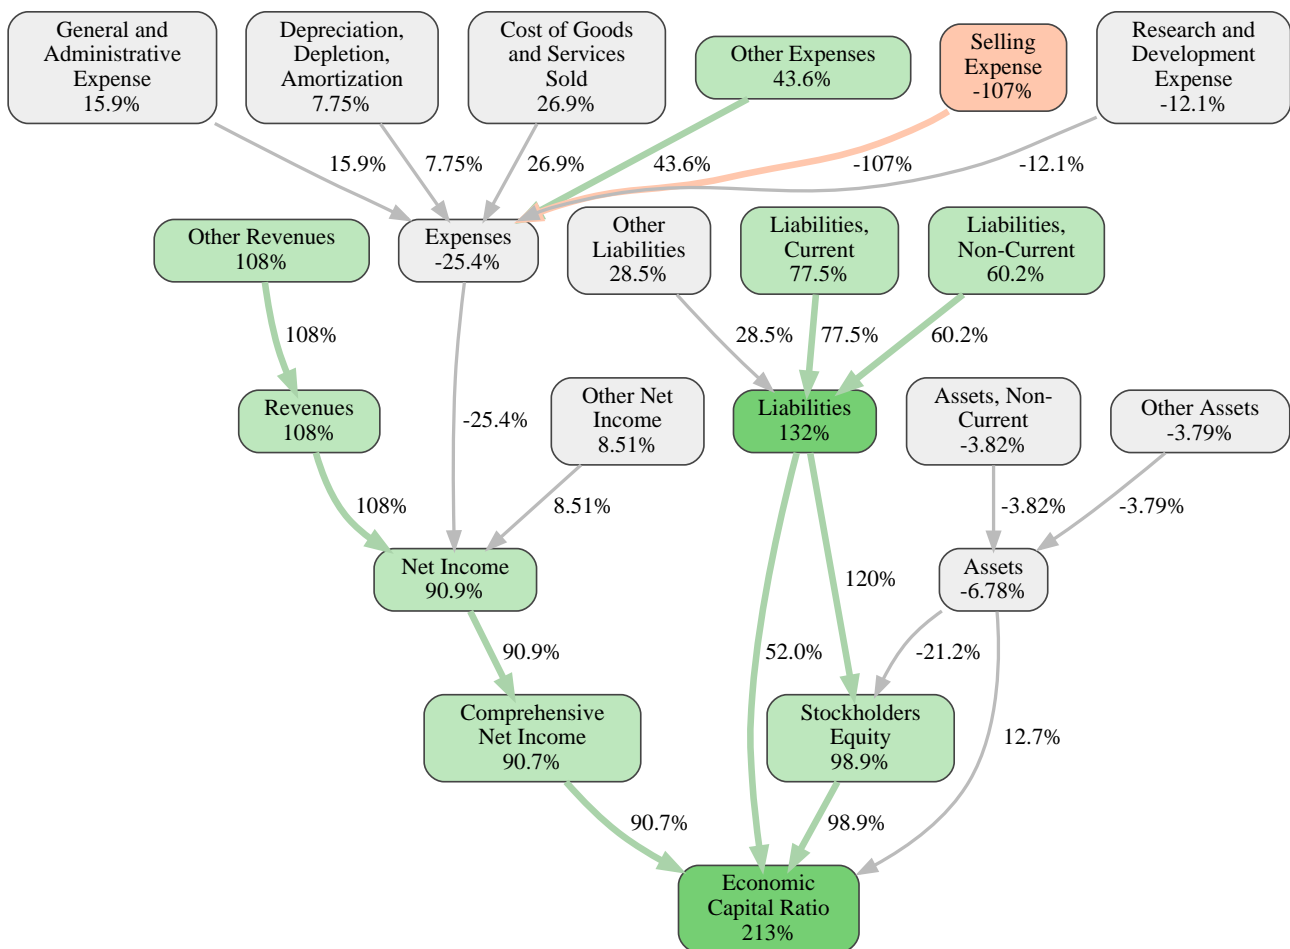 General and
Administrative
Expense
15.9%
Depreciation,
Depletion,
Amortization
7.75%
Cost of Goods
and Services
Sold
26.9%
Other Expenses
43.6%
Selling
Expense
-107%
Research and
Development
Expense
-12.1%
15.9%
7.75%
26.9%
43.6%
-107%
-12.1%
Other Revenues
108%
Expenses
-25.4%
Other
Liabilities
28.5%
Liabilities,
Current
77.5%
Liabilities,
Non-Current
60.2%
108%
28.5%
77.5%
60.2%
Revenues
108%
-25.4%
Other Net
Income
8.51%
Liabilities
132%
Assets, Non-
Current
-3.82%
Other Assets
-3.79%
108%
8.51%
-3.82%
-3.79%
Net Income
90.9%
120%
Assets
-6.78%
90.9%
52.0%
-21.2%
Comprehensive
Net Income
90.7%
Stockholders
Equity
98.9%
12.7%
90.7%
98.9%
Economic
Capital Ratio
213%